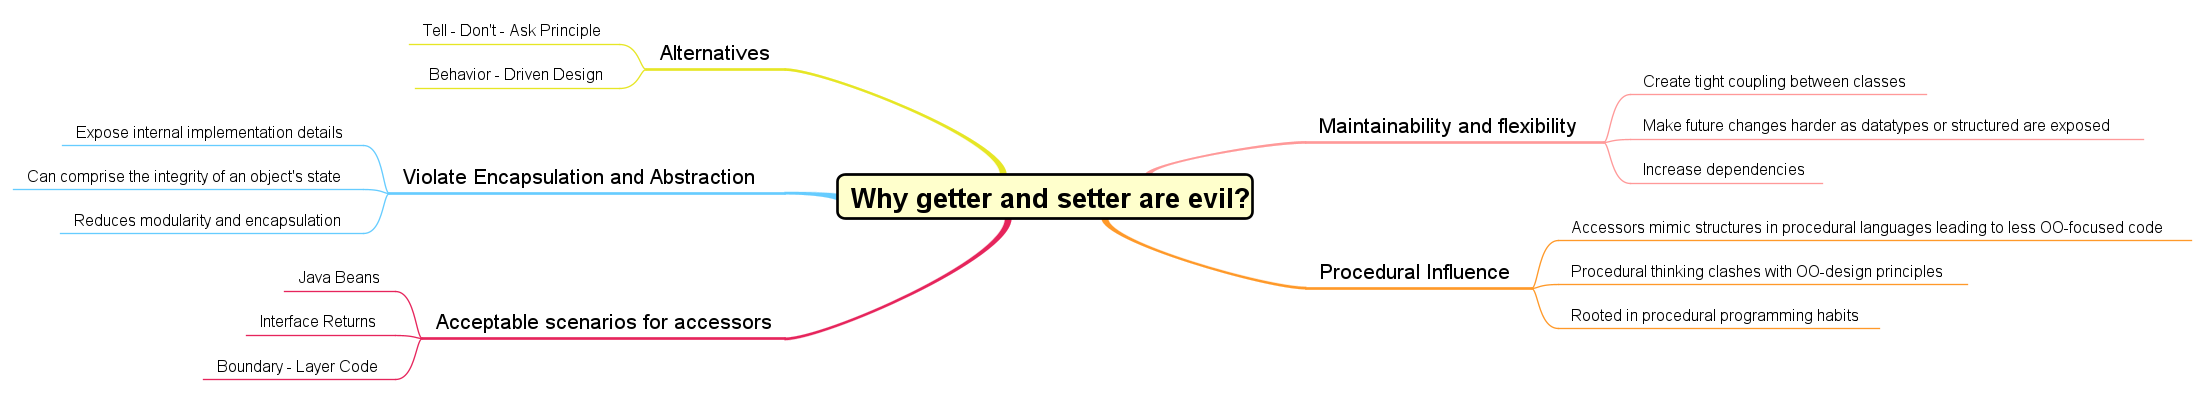 Why getter and setter are evil?
Alternatives
Tell - Don't - Ask Principle
Behavior - Driven Design
Violate Encapsulation and Abstraction
Expose internal implementation details
Can comprise the integrity of an object's state
Reduces modularity and encapsulation
Acceptable scenarios for accessors
Java Beans
Interface Returns
Boundary - Layer Code
Maintainability and flexibility
Create tight coupling between classes
Make future changes harder as datatypes or structured are exposed
Increase dependencies
Procedural Influence
Accessors mimic structures in procedural languages leading to less OO-focused code
Procedural thinking clashes with OO-design principles
Rooted in procedural programming habits